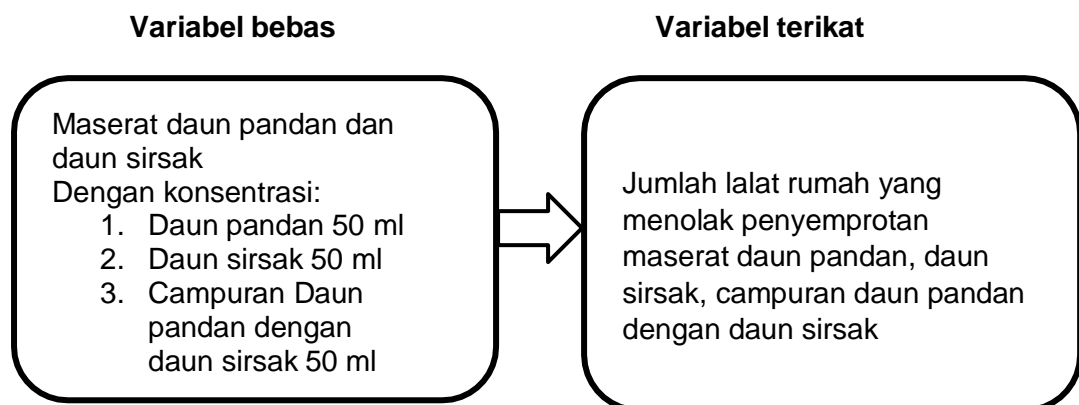 Variabel bebas
Variabel terikat
Maserat daun pandan dan
daun sirsak
Dengan konsentrasi:
1. Daun pandan 50 ml
2. Daun sirsak 50 ml
3. Campuran Daun
pandan dengan
daun sirsak 50 ml
Jumlah lalat rumah yang
menolak penyemprotan
maserat daun pandan, daun
sirsak, campuran daun pandan
dengan daun sirsak